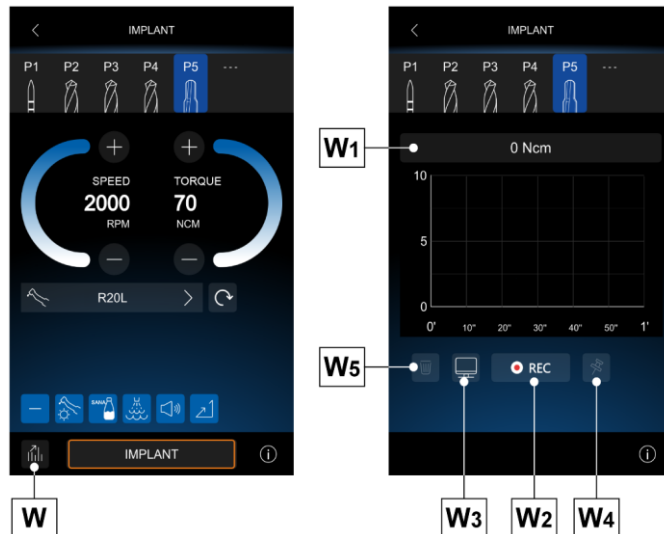 IMPLANT
P1 P2 P3 P4 P5 ---
+ +
SPEED TORQUE
2000 70
RPM NCM
− −
R20L >
SANA
IMPLANT
W
IMPLANT
P1 P2 P3 P4 P5 ---
W1
0 Ncm
10
5
0
0' 10" 20" 30" 40" 50" 1'
W5
REC
W3 W2 W4